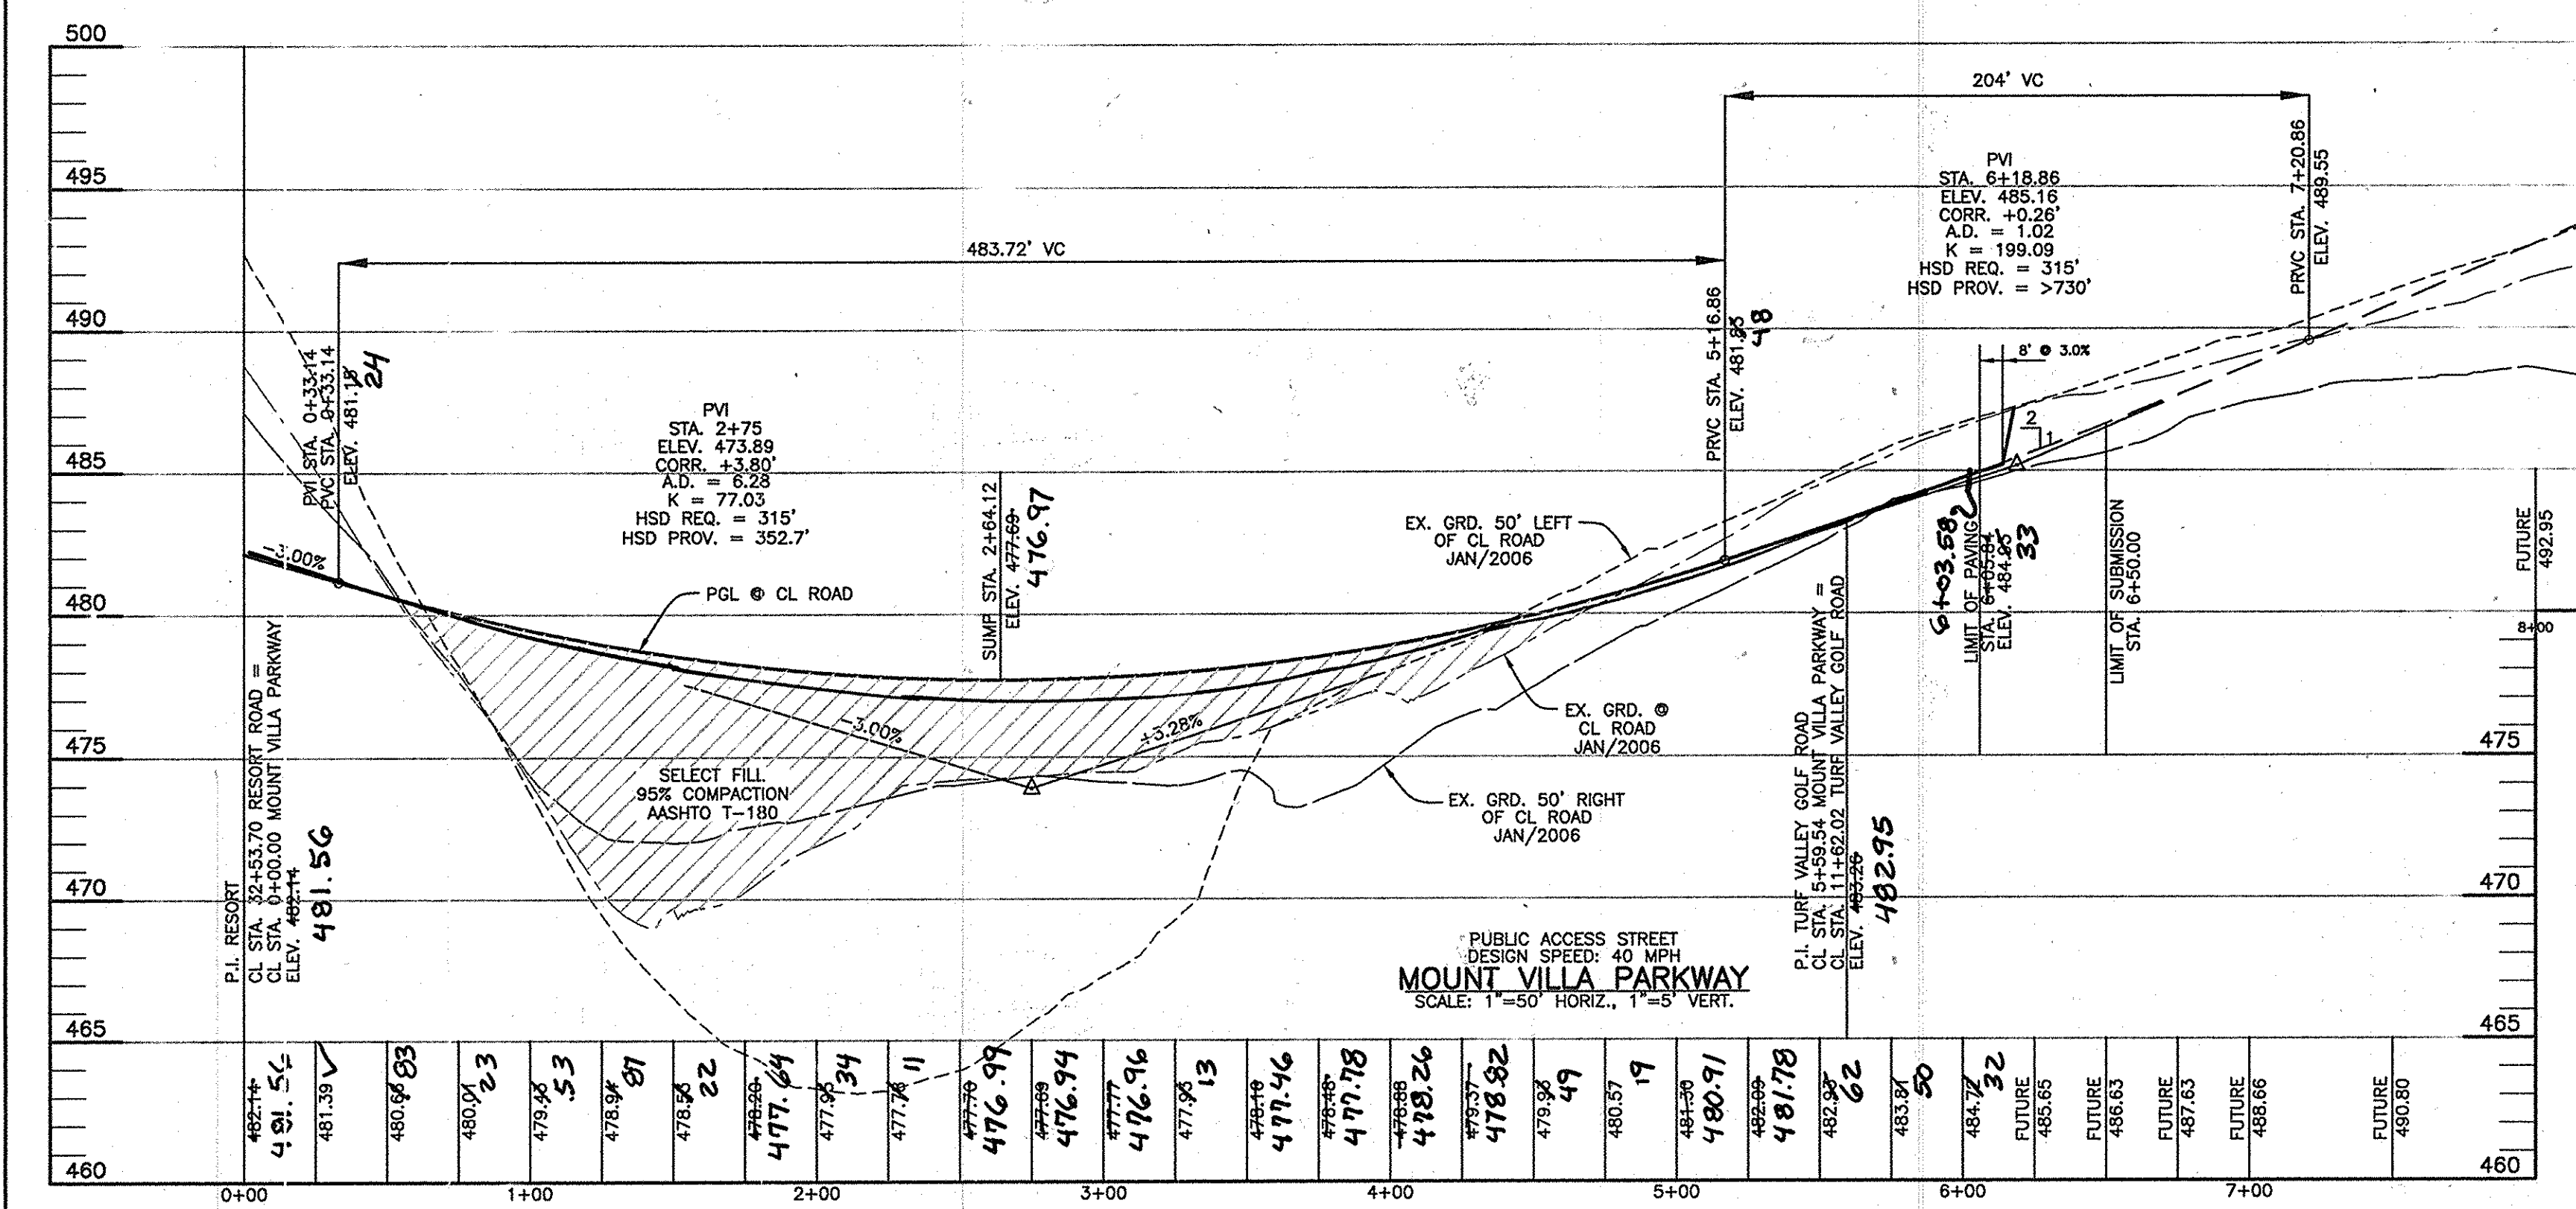 500
495
490
485
480
475
470
465
460
204' VC
483.72' VC
PVI
STA. 6+18.86
ELEV. 485.16
CORR. +0.26'
A.D. = 1.02
K = 199.09
HSD REQ. = 315'
HSD PROV. = >730'
PRVC STA. 7+20.86
ELEV. 489.55
PVI STA. 0+33.14
PVC STA. 0+33.14
ELEV. 481.15
24
PVI
STA. 2+75
ELEV. 473.89
CORR. +3.80'
A.D. = 6.28
K = 77.03
HSD REQ. = 315'
HSD PROV. = 352.7'
SUMP STA. 2+64.12
ELEV. 477.69
476.97
PRVC STA. 5+16.86
ELEV. 481.83
48
8' @ 3.0%
2
1
-3.00%
PGL @ CL ROAD
EX. GRD. 50' LEFT
OF CL ROAD
JAN/2006
EX. GRD. @
CL ROAD
JAN/2006
EX. GRD. 50' RIGHT
OF CL ROAD
JAN/2006
-3.00%
+3.28%
SELECT FILL
95% COMPACTION
AASHTO T-180
P.I. RESORT
CL STA. 32+53.70 RESORT ROAD =
CL STA. 0+00.00 MOUNT VILLA PARKWAY
ELEV. 482.14
481.56
P.I. TURF VALLEY GOLF ROAD
CL STA. 5+59.54 MOUNT VILLA PARKWAY =
CL STA. 11+62.02 TURF VALLEY GOLF ROAD
ELEV. 483.26
482.95
6+03.58
LIMIT OF PAVING
STA. 6+05.84
ELEV. 484.95
33
LIMIT OF SUBMISSION
STA. 6+50.00
FUTURE
492.95
8+00
475
470
465
460
PUBLIC ACCESS STREET
DESIGN SPEED: 40 MPH
MOUNT VILLA PARKWAY
SCALE: 1"=50' HORIZ., 1"=5' VERT.
482.14
481.56
481.39
480.66 83
480.01 23
479.43 .53
478.94 87
478.53 22
478.20 477.64
477.95 34
477.78 11
477.70 476.99
477.69 476.94
477.77 476.96
477.93 13
478.18 477.46
478.48 477.78
478.88 478.26
479.37 478.82
479.93 49
480.57 19
481.30 480.91
482.09 481.78
482.95 62
483.81 50
484.72 32
FUTURE
485.65
FUTURE
486.63
FUTURE
487.63
FUTURE
488.66
FUTURE
490.80
0+00
1+00
2+00
3+00
4+00
5+00
6+00
7+00